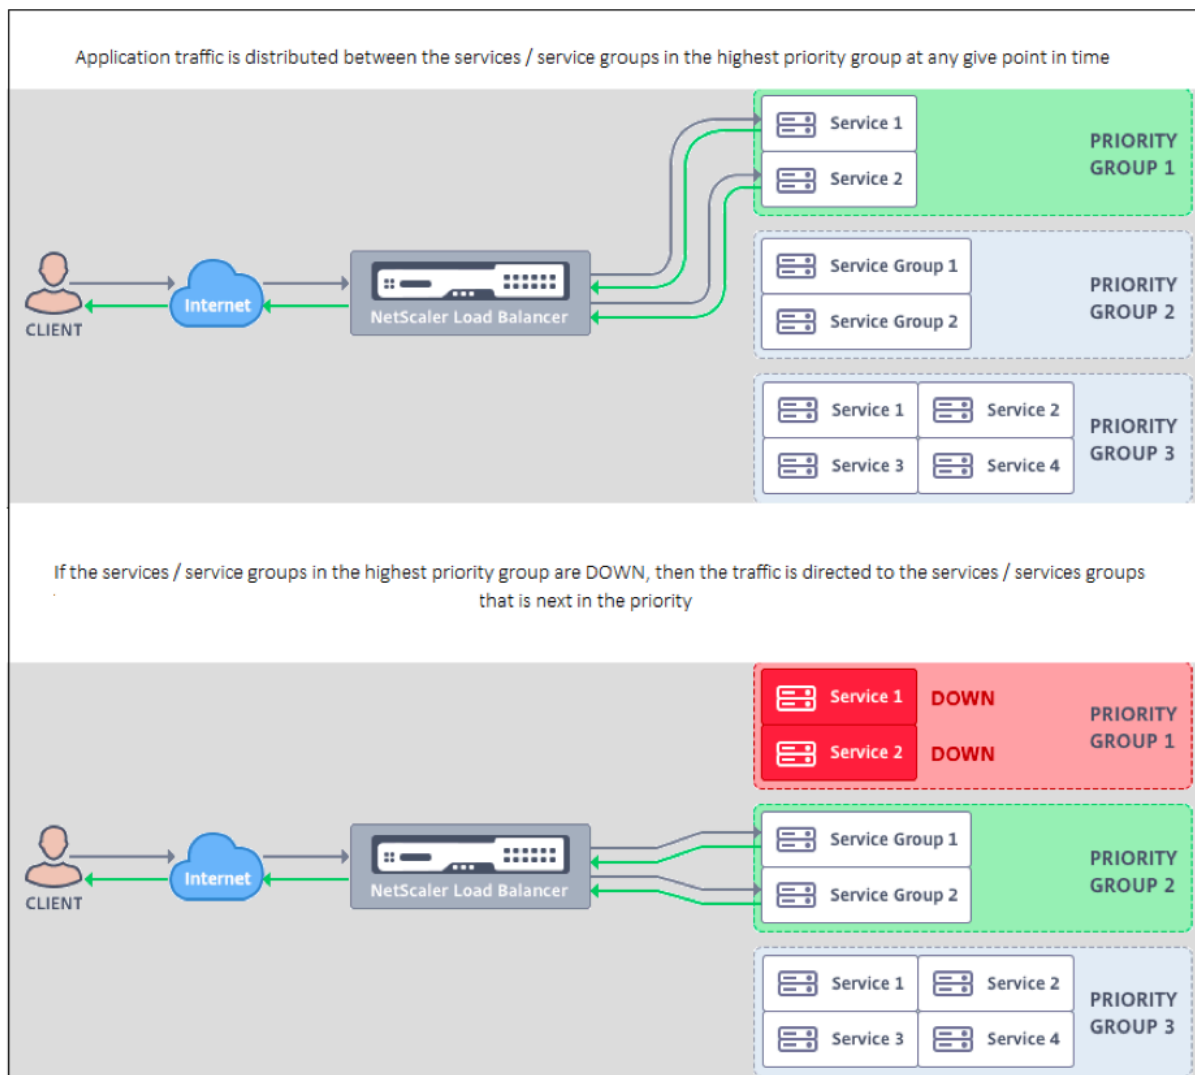 Application traffic is distributed between the services / service groups in the highest priority group at any give point in time
Service 1
Service 2
PRIORITY
GROUP 1
Service Group 1
Service Group 2
PRIORITY
GROUP 2
CLIENT
Internet
NetScaler Load Balancer
Service 1
Service 2
Service 3
Service 4
PRIORITY
GROUP 3
If the services / service groups in the highest priority group are DOWN, then the traffic is directed to the services / services groups
that is next in the priority
Service 1
DOWN
Service 2
DOWN
PRIORITY
GROUP 1
Service Group 1
Service Group 2
PRIORITY
GROUP 2
CLIENT
Internet
NetScaler Load Balancer
Service 1
Service 2
Service 3
Service 4
PRIORITY
GROUP 3